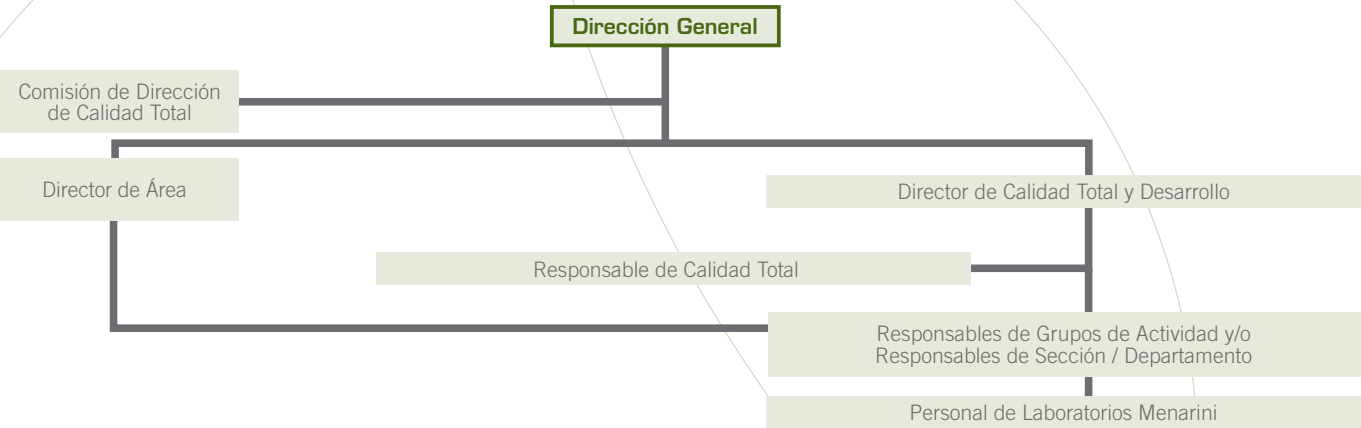 Dirección General
Comisión de Dirección
de Calidad Total
Director de Área
Director de Calidad Total y Desarrollo
Responsable de Calidad Total
Responsables de Grupos de Actividad y/o
Responsables de Sección / Departamento
Personal de Laboratorios Menarini